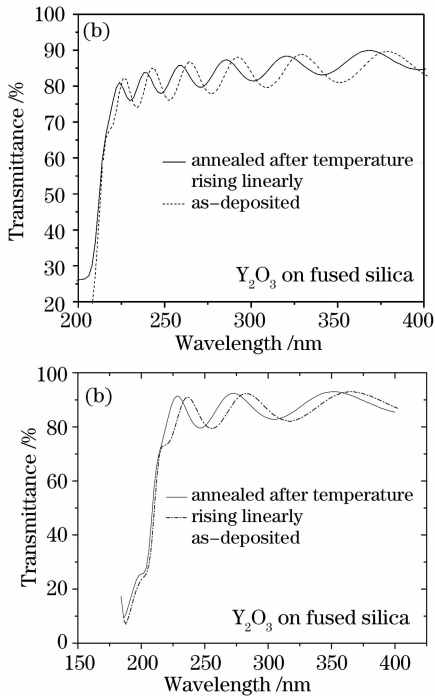 100
(b)
90
80
70
60
50
40
30
20
Transmittance /%
annealed after temperature
rising linearly
as-deposited
Y₂O₃ on fused silica
200 250 300 350 400
Wavelength /nm
100
(b)
80
60
40
20
0
Transmittance /%
annealed after temperature
rising linearly
as-deposited
Y₂O₃ on fused silica
150 200 250 300 350 400
Wavelength /nm